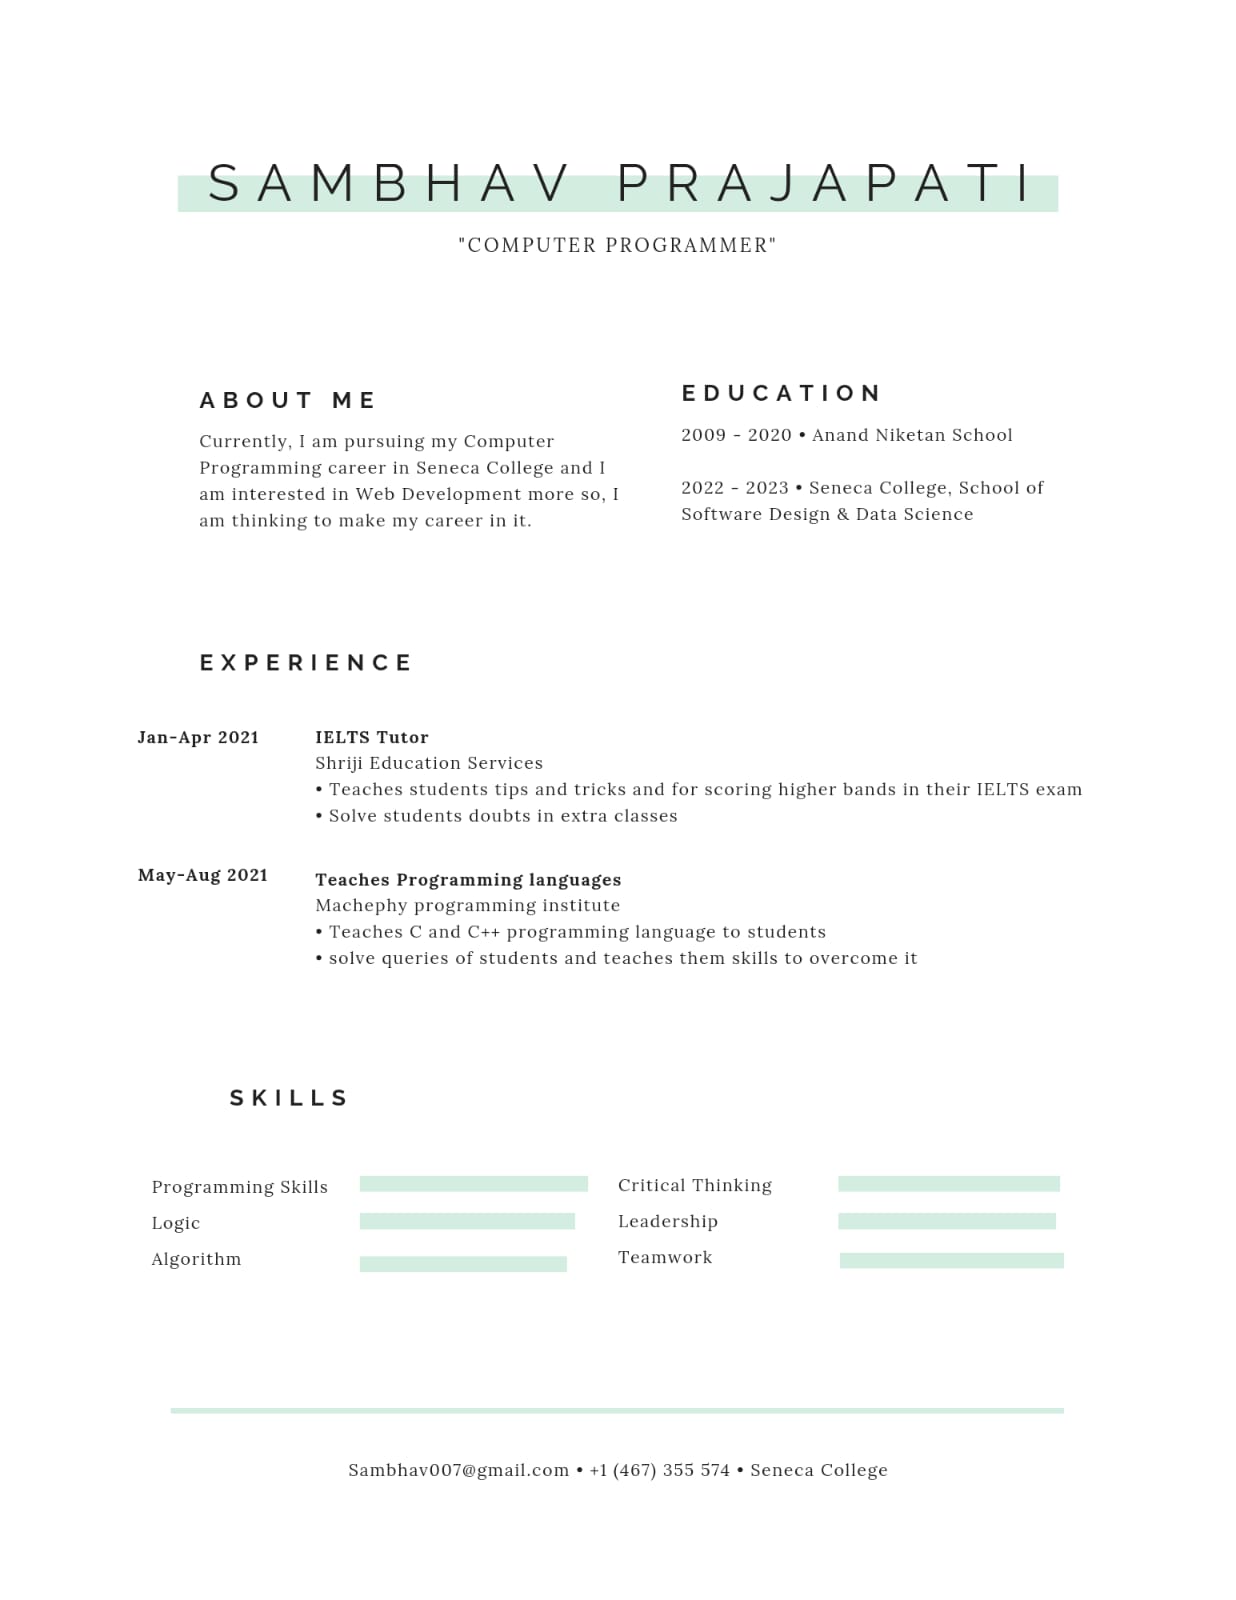 SAMBHAV PRAJAPATI
"COMPUTER PROGRAMMER"
ABOUT ME
Currently, I am pursuing my Computer
Programming career in Seneca College and I
am interested in Web Development more so, I
am thinking to make my career in it.
EDUCATION
2009 - 2020 • Anand Niketan School
2022 - 2023 • Seneca College, School of
Software Design & Data Science
EXPERIENCE
Jan-Apr 2021
IELTS Tutor
Shriji Education Services
• Teaches students tips and tricks and for scoring higher bands in their IELTS exam
• Solve students doubts in extra classes
May-Aug 2021
Teaches Programming languages
Machephy programming institute
• Teaches C and C++ programming language to students
• solve queries of students and teaches them skills to overcome it
SKILLS
Programming Skills
Logic
Algorithm
Critical Thinking
Leadership
Teamwork
Sambhav007@gmail.com • +1 (467) 355 574 • Seneca College